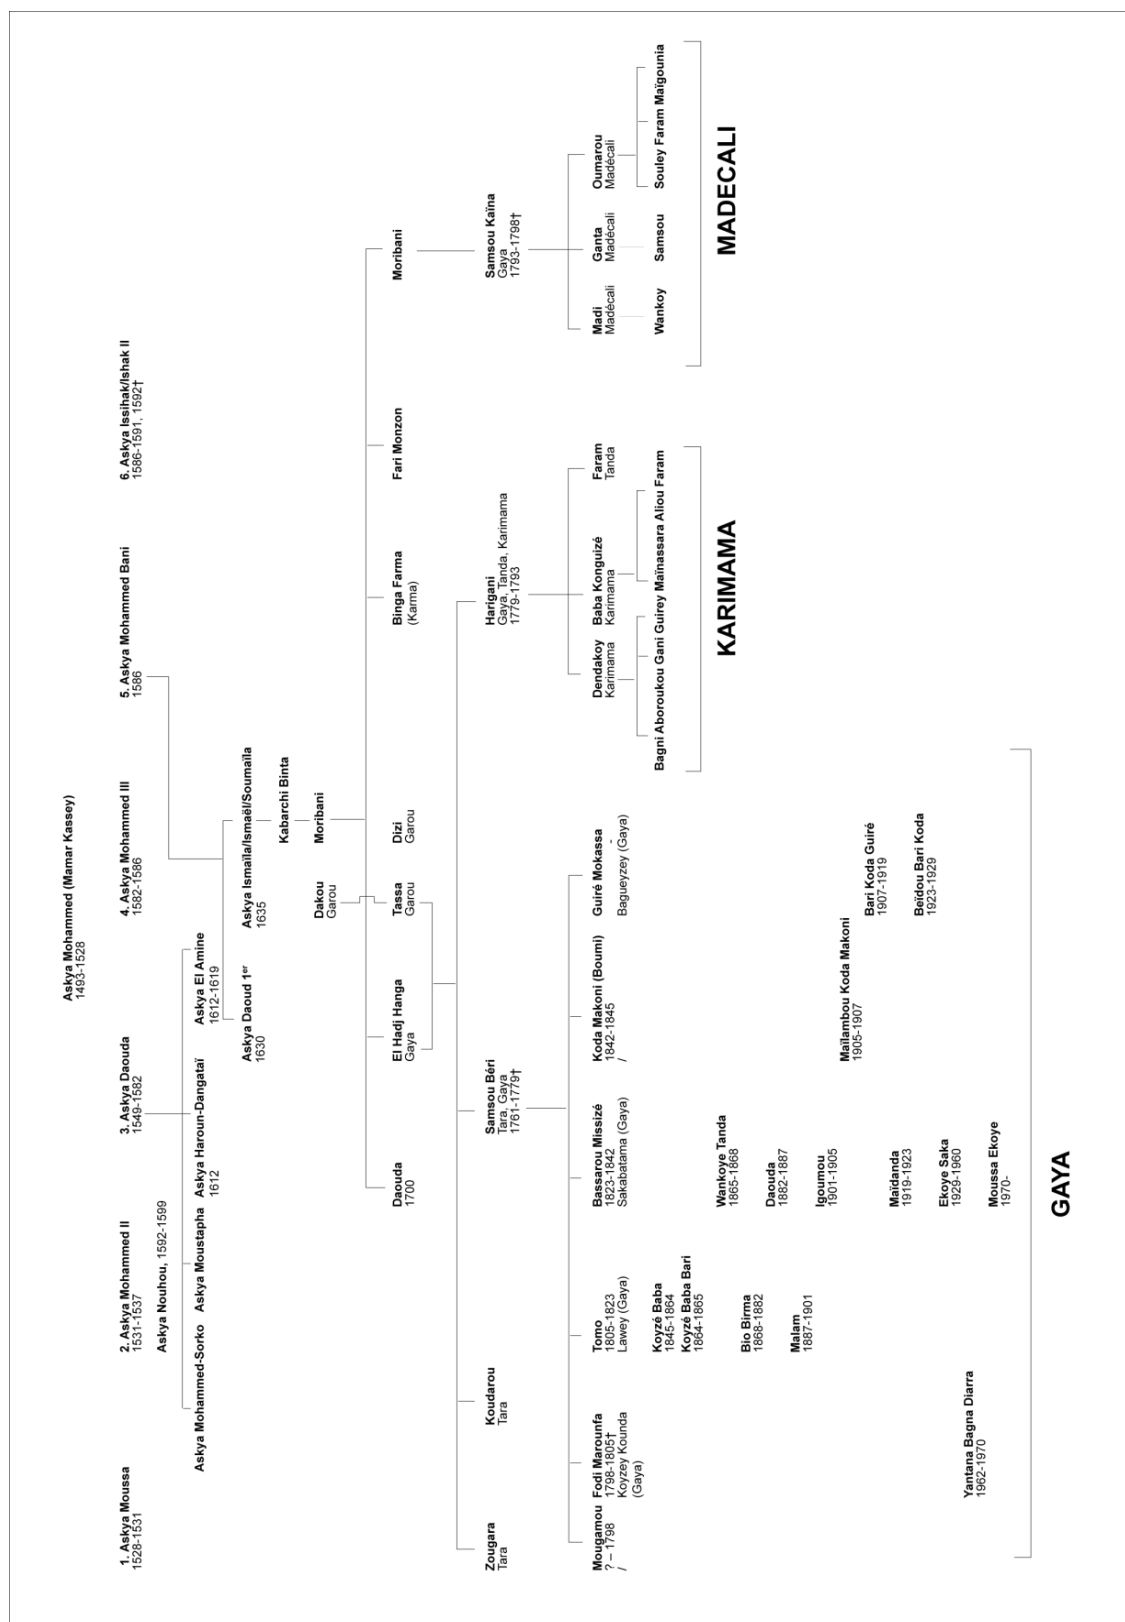 Askya Mohammed (Mamar Kassey)
1493-1528
1. Askya Moussa
1528-1531
2. Askya Mohammed II
1531-1537
3. Askya Daouda
1549-1582
4. Askya Mohammed III
1582-1586
5. Askya Mohammed Bani
1586
6. Askya Issihak/Ishak II
1586-1591, 1592†
Askya Nouhou, 1592-1599
Askya Mohammed-Sorko
Askya Moustapha
Askya Haroun-Dangataï
1612
Askya El Amine
1612-1619
Askya Daoud 1er
1630
Askya Ismaïla/Ismaël/Soumaïla
1635
Kabarchi Binta
Dakou
Garou
Moribani
Daouda
1700
El Hadj Hanga
Gaya
Tassa
Garou
Dizi
Garou
Binga Farma
(Karma)
Fari Monzon
Moribani
Zougara
Tara
Koudarou
Tara
Samsou Béri
Tara, Gaya
1761-1779†
Harigani
Gaya, Tanda, Karimama
1779-1793
Samsou Kaïna
Gaya
1793-1798†
Mougamou
? – 1798
/
Fodi Marounfa
1798-1805†
Koyzey Kounda
(Gaya)
Tomo
1805-1823
Lawey (Gaya)
Bassarou Missizé
1823-1842
Sakabatama (Gaya)
Koda Makoni (Boumi)
1842-1845
/
Guiré Mokassa
-
Bagueyzey (Gaya)
Dendakoy
Karimama
Baba Konguizé
Karimama
Faram
Tanda
Madi
Madécali
Ganta
Madécali
Oumarou
Madécali
Koyzé Baba
1845-1864
Koyzé Baba Bari
1864-1865
Bagni Aboroukou Gani Guirey Maïnassara Aliou Faram
Wankoy
Samsou
Souley Faram Maïgounia
Wankoye Tanda
1865-1868
KARIMAMA
MADECALI
Bio Birma
1868-1882
Daouda
1882-1887
Malam
1887-1901
Igoumou
1901-1905
Maïlambou Koda Makoni
1905-1907
Bari Koda Guiré
1907-1919
Maïdanda
1919-1923
Beïdou Bari Koda
1923-1929
Ekoye Saka
1929-1960
Yantana Bagna Diarra
1962-1970
Moussa Ekoye
1970-
GAYA